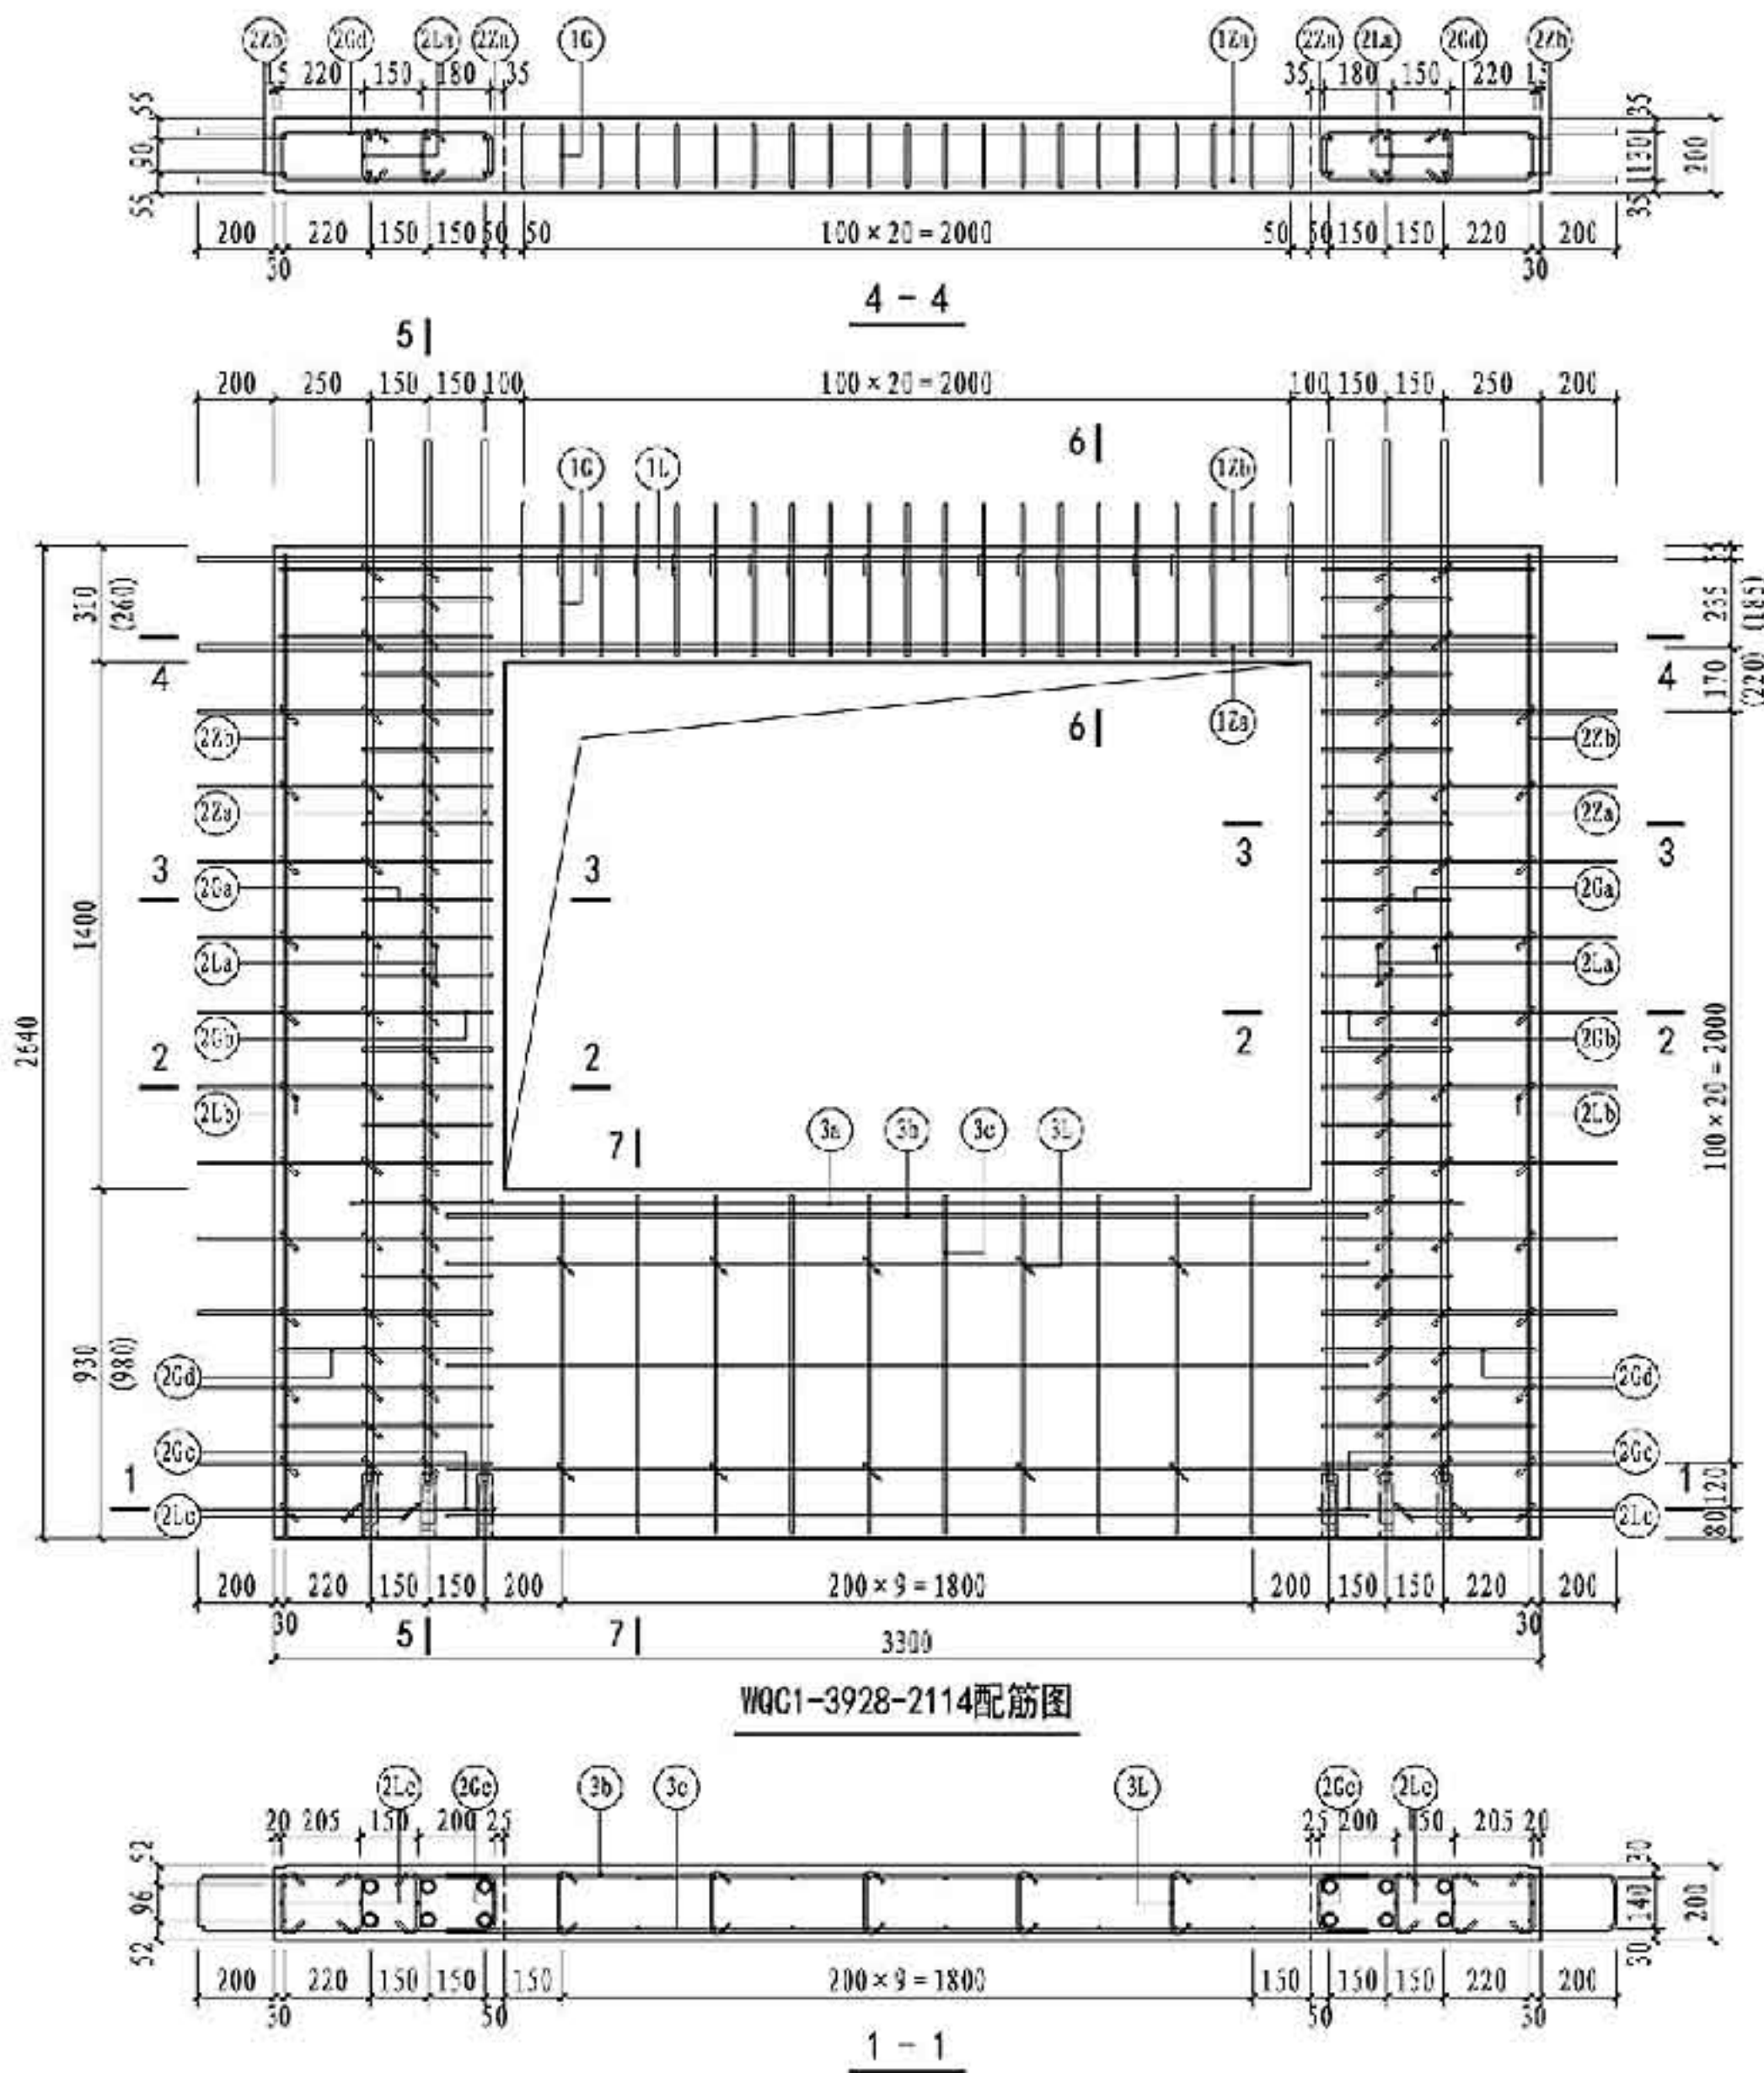 2Zb 2Gd 2La 2Za 1G 1Za 2Za 2La 2Gd 2Zb
15 220 150 180 35 35 180 150 220 15
55 90 55 35 130 35 200
200 220 150 150 50 50 100×20=2000 50 50 150 150 220 200
30 30
4-4
5
200 250 150 150 100 100×20=2000 100 150 150 250 200
6
1G 1L 1Zb
310 (260) 235 (185)
4 4
170 (220)
2Zb 6 1Za 2Zb
2Za 2Za
3 3 3 3
2Ga 2Ga
1400
2La 2La
2640
2 2 2 2
2Gb 2Gb
100×20=2000
2Lb 2Lb
7 3a 3b 3c 3L
930 (980)
2Gd 2Gd
2Gc 2Gc
1 1
2Lc 2Lc
80 120
200 220 150 150 200 200×9=1800 200 150 150 220 200
30 5 7 3300 30
WQC1-3928-2114配筋图
2Lc 2Gc 3b 3c 3L 2Gc 2Lc
20 205 150 200 25 25 200 150 205 20
52 96 52 30 140 30 200
200 220 150 150 150 200×9=1800 150 150 150 220 200
30 50 50 30
1-1